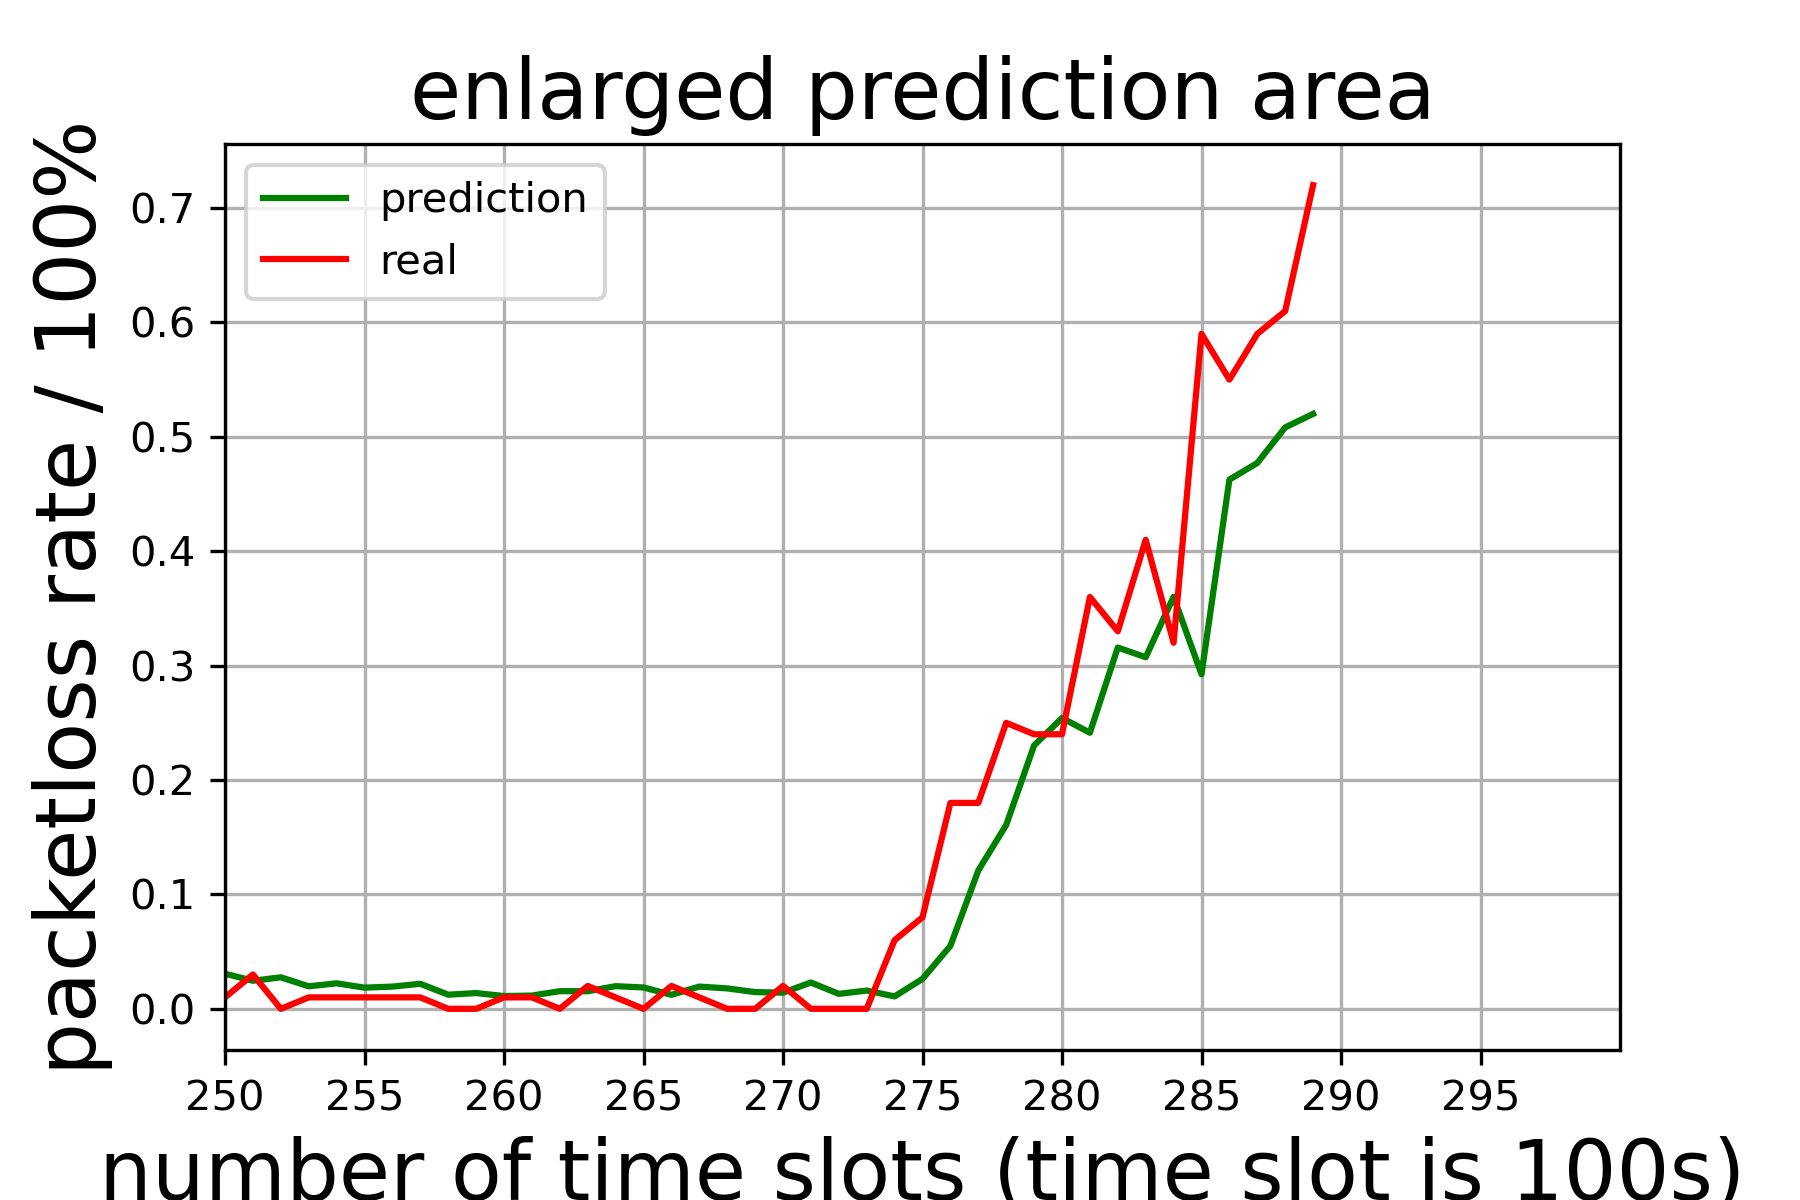 enlarged prediction area
packetloss rate / 100%
prediction
real
0.7
0.6
0.5
0.4
0.3
0.2
0.1
0.0
250 255 260 265 270 275 280 285 290 295
number of time slots (time slot is 100s)